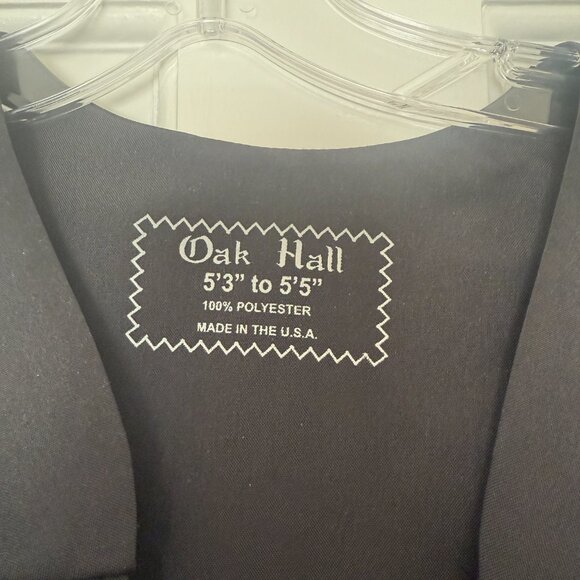 Oak Hall
5'3” to 5'5”
100% POLYESTER
MADE IN THE U.S.A.